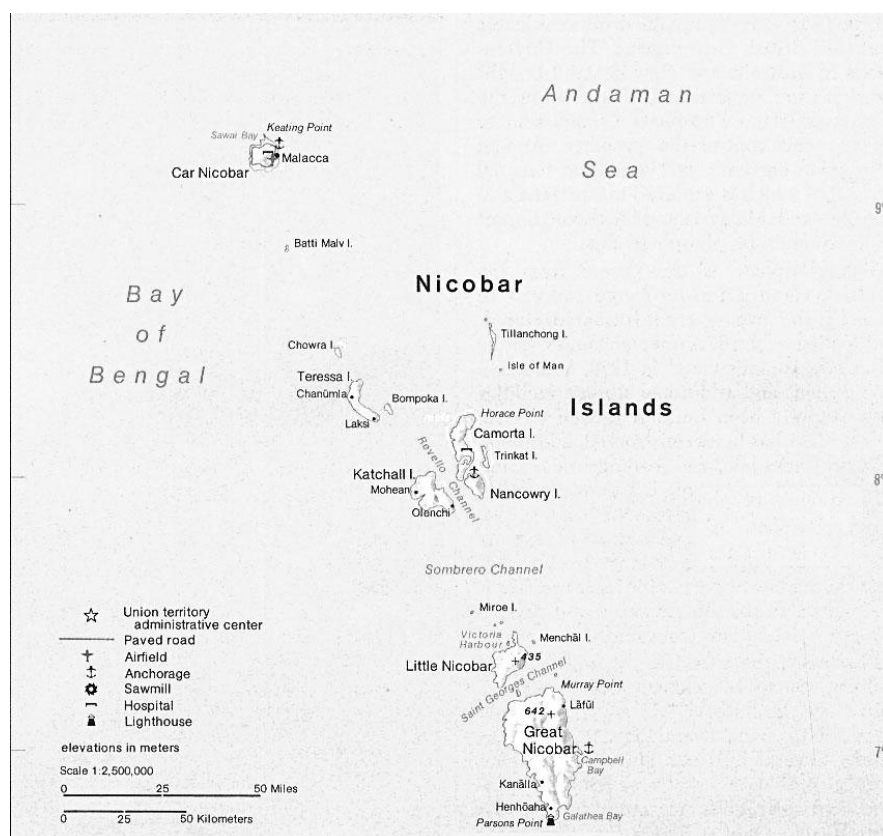 Andaman
Sea
Keating Point
Sawai Bay
Malacca
Car Nicobar
9°
Batti Malv I.
Nicobar
Bay
of
Bengal
Tillanchong I.
Chowra I.
Isle of Man
Teressa I.
Chanūmla
Bompoka I.
Islands
Horace Point
Laksi
Camorta I.
Trinkat I.
Revello Channel
Katchall I.
8°
Mohean
Nancowry I.
Olenchi
Sombrero Channel
Miroe I.
Victoria
Harbour
Menchāl I.
435
Little Nicobar
Saint Georges Channel
Murray Point
642
Lāfūl
Great
Nicobar
7°
Campbell
Bay
Kanālla
Henhōaha
Galathea Bay
Parsons Point
Union territory
administrative center
Paved road
Airfield
Anchorage
Sawmill
Hospital
Lighthouse
elevations in meters
Scale 1:2,500,000
0 25 50 Miles
0 25 50 Kilometers